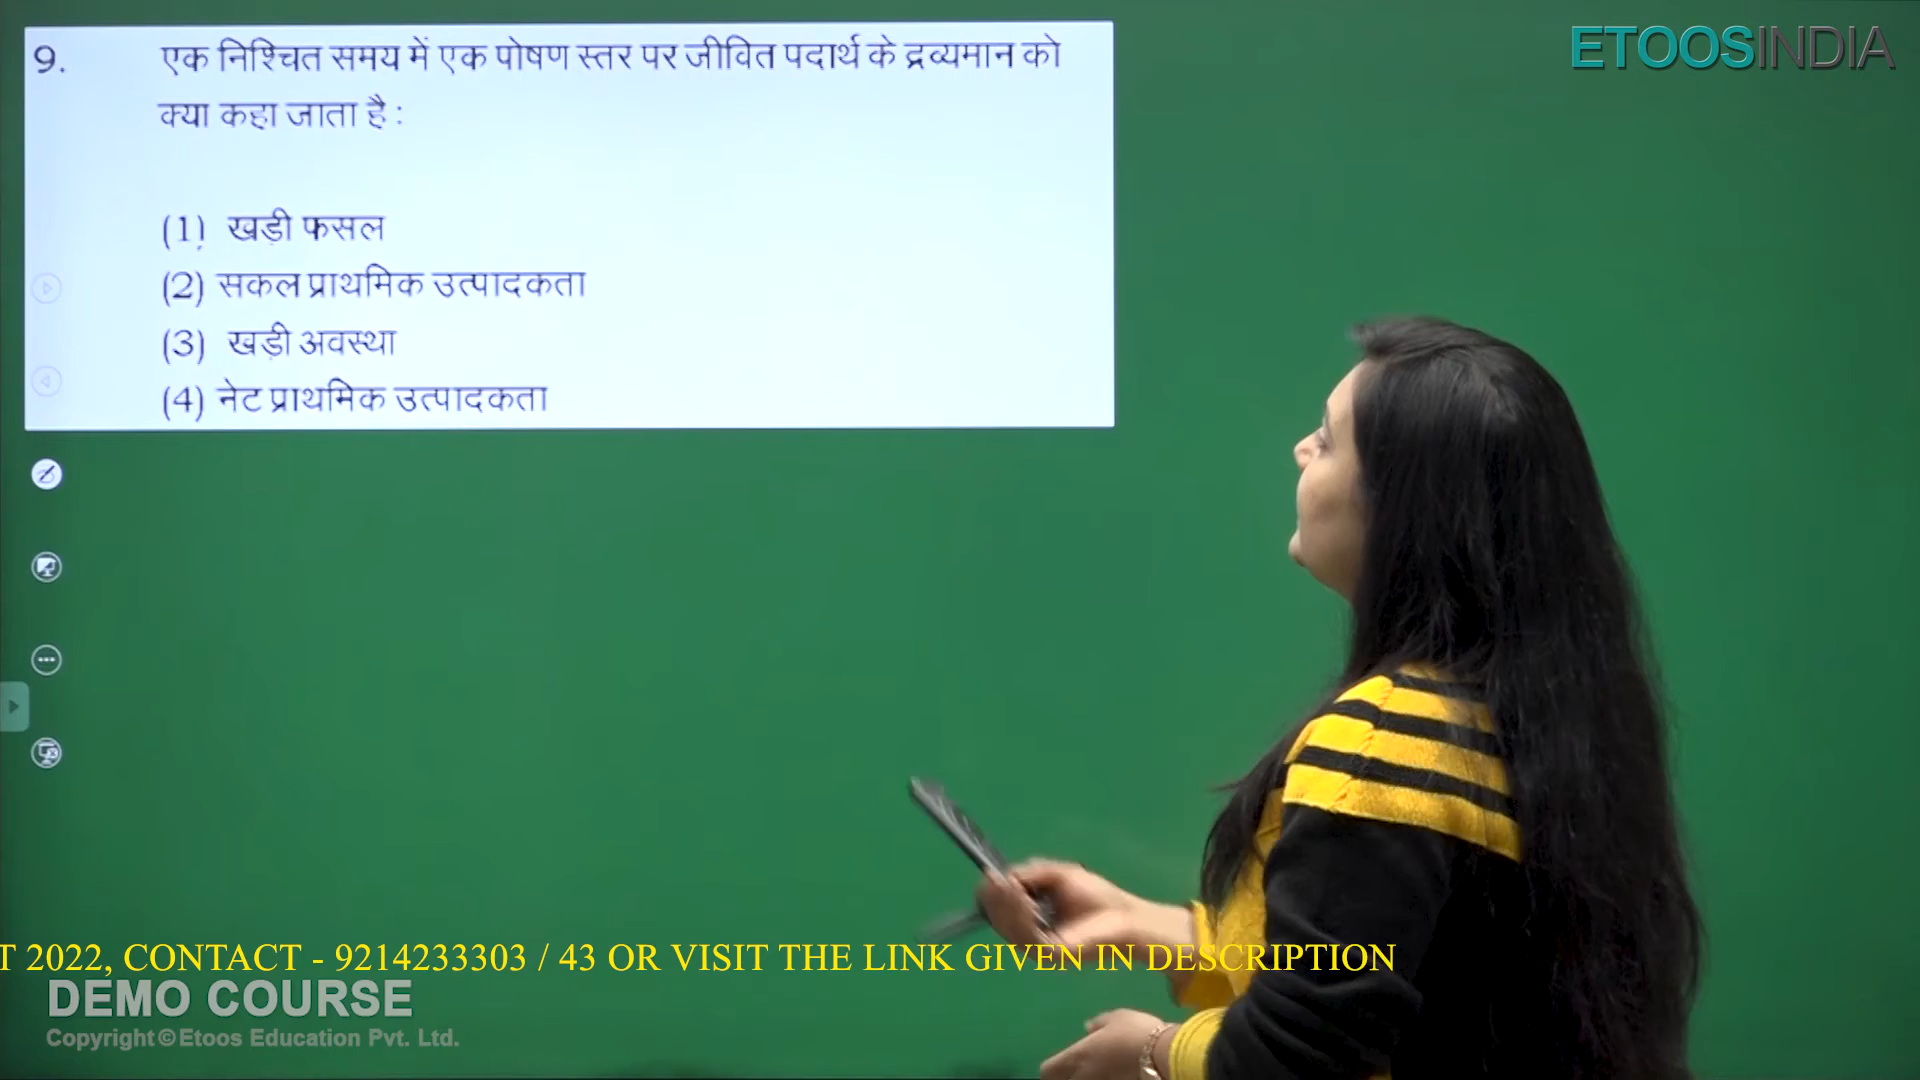 ETOOSINDIA
9. एक निश्चित समय में एक पोषण स्तर पर जीवित पदार्थ के द्रव्यमान को
क्या कहा जाता है :
(1) खड़ी फसल
(2) सकल प्राथमिक उत्पादकता
(3) खड़ी अवस्था
(4) नेट प्राथमिक उत्पादकता
T 2022, CONTACT - 9214233303 / 43 OR VISIT THE LINK GIVEN IN DESCRIPTION
DEMO COURSE
Copyright © Etoos Education Pvt. Ltd.